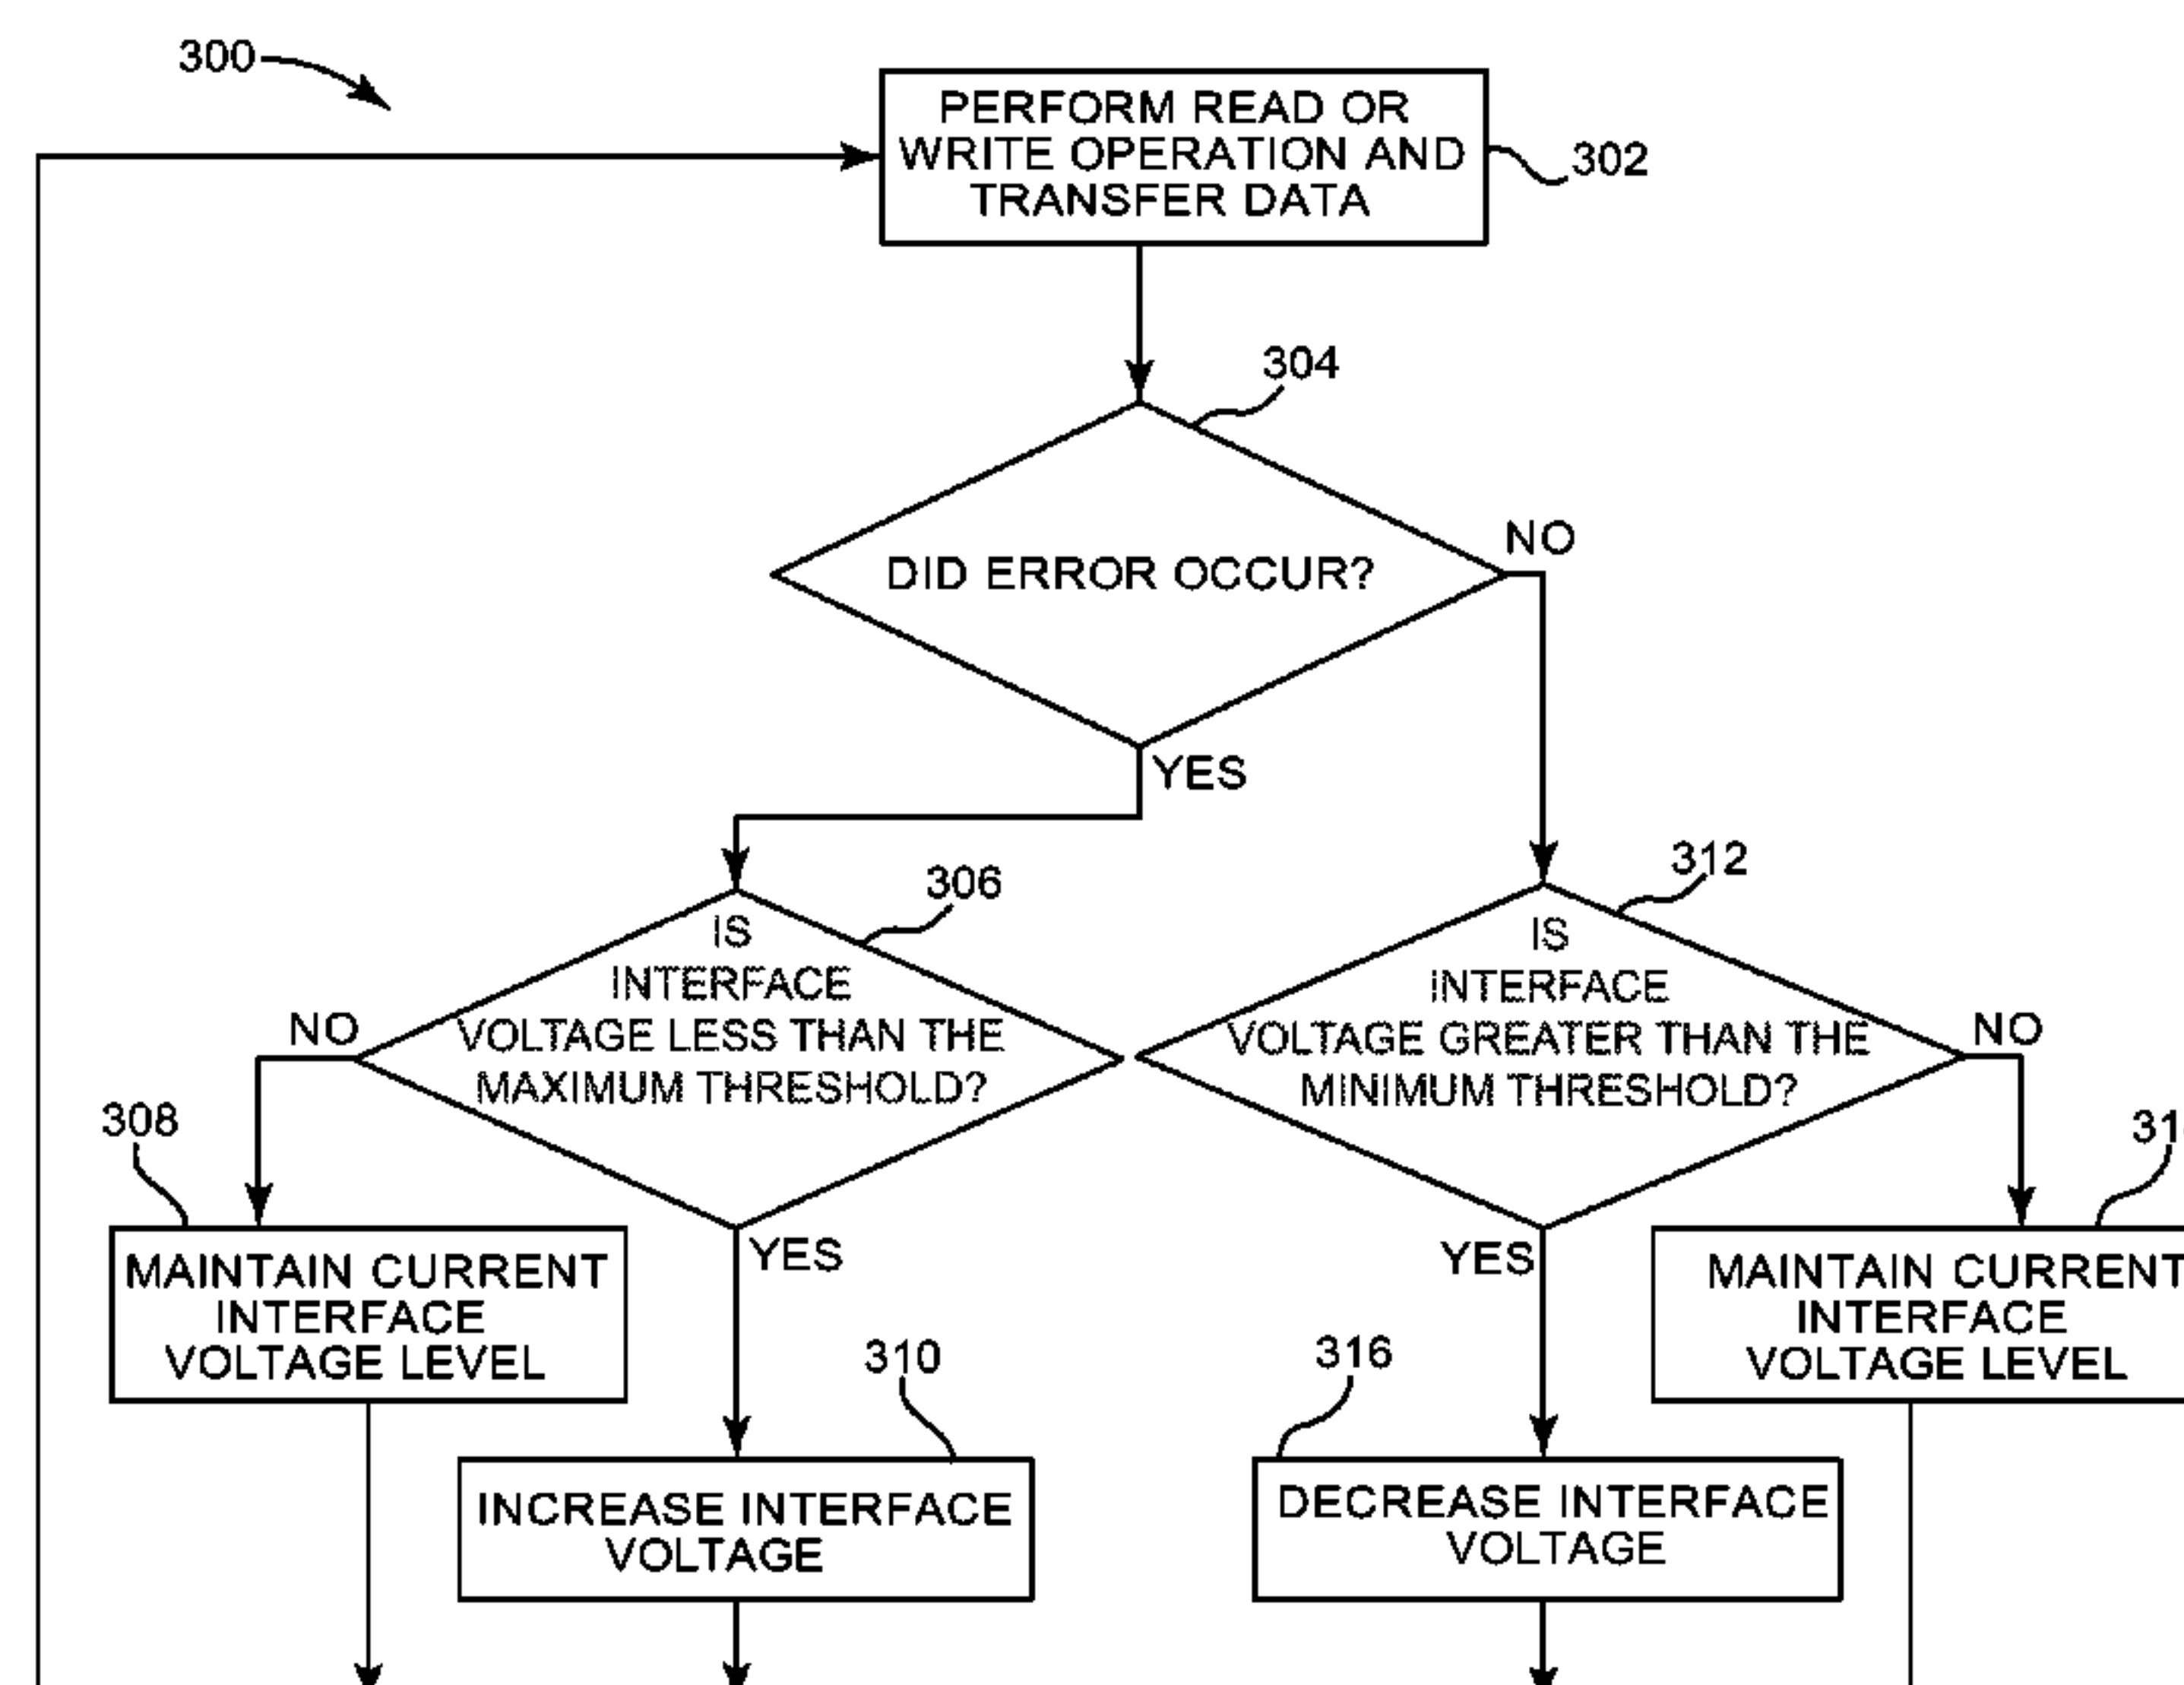 300
PERFORM READ OR
WRITE OPERATION AND
TRANSFER DATA
302
304
DID ERROR OCCUR?
NO
YES
306
312
IS
INTERFACE
VOLTAGE LESS THAN THE
MAXIMUM THRESHOLD?
NO
IS
INTERFACE
VOLTAGE GREATER THAN THE
MINIMUM THRESHOLD?
NO
308
MAINTAIN CURRENT
INTERFACE
VOLTAGE LEVEL
YES
YES
MAINTAIN CURRENT
INTERFACE
VOLTAGE LEVEL
310
316
INCREASE INTERFACE
VOLTAGE
DECREASE INTERFACE
VOLTAGE